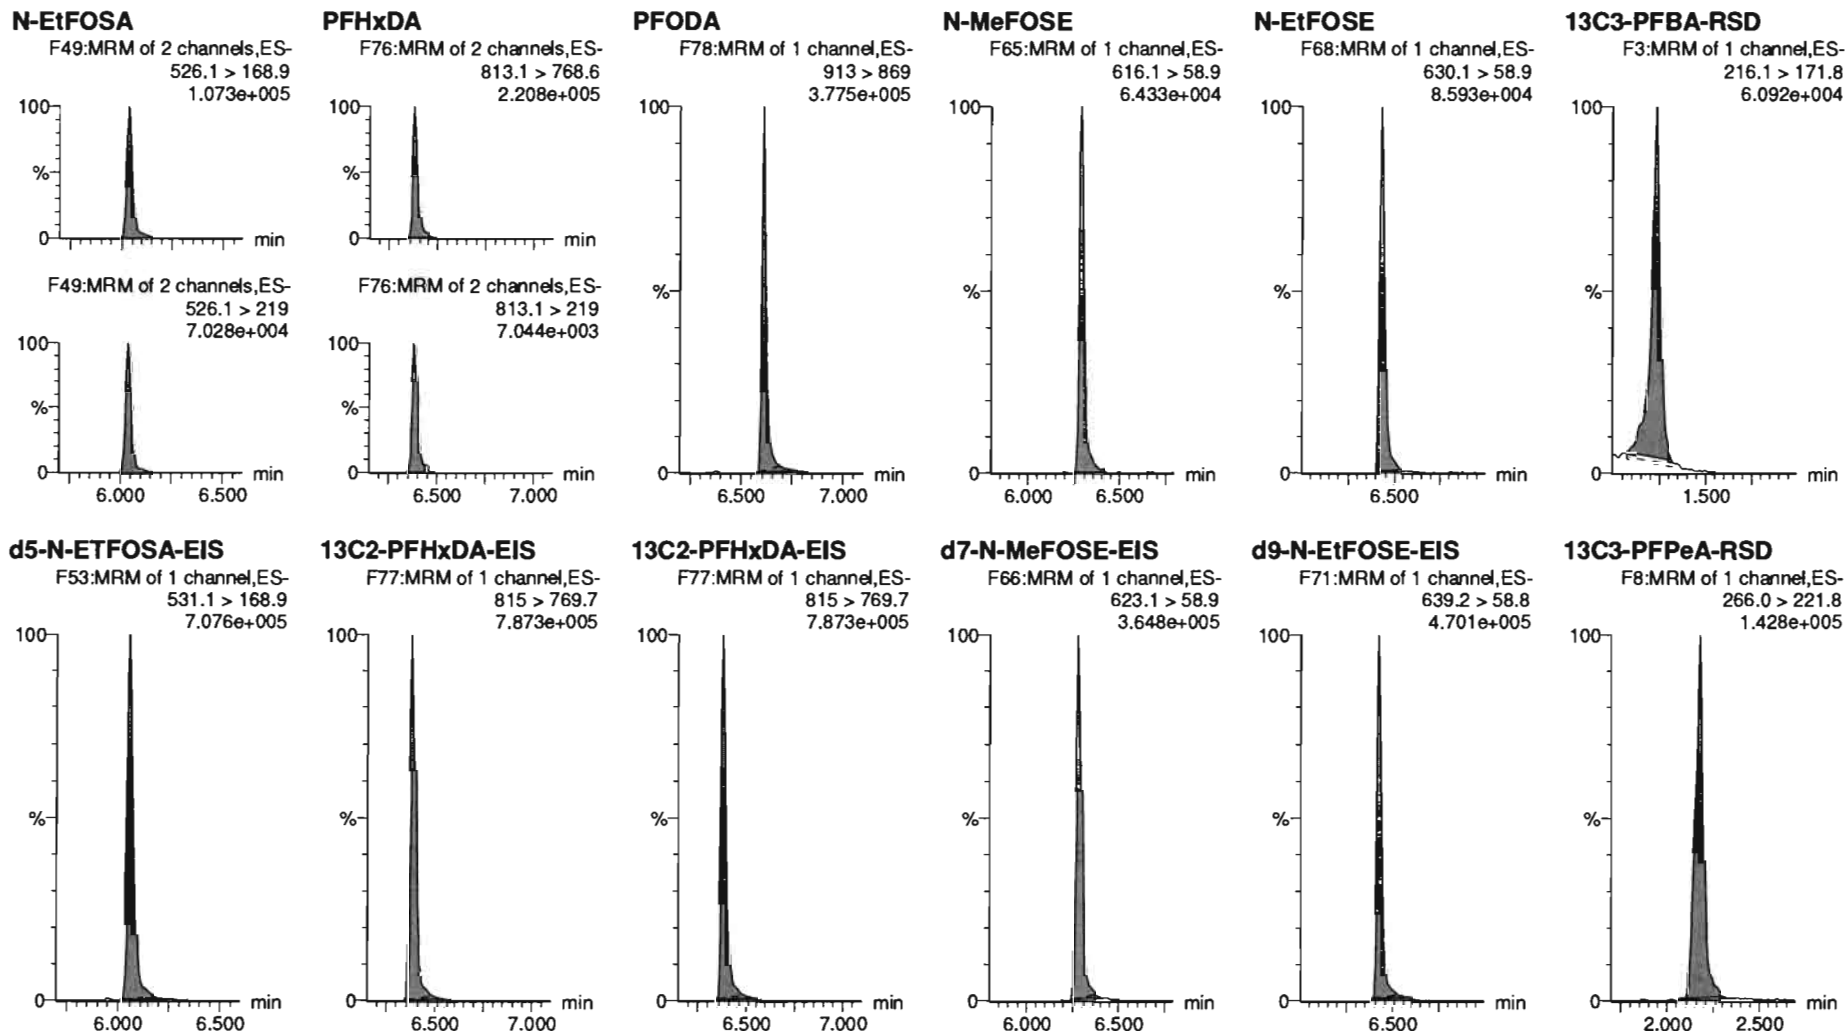 N-EtFOSA
F49:MRM of 2 channels,ES-
526.1 > 168.9
1.073e+005
100
%
0
min
F49:MRM of 2 channels,ES-
526.1 > 219
7.028e+004
100
%
0
min
6.000 6.500
PFHxDA
F76:MRM of 2 channels,ES-
813.1 > 768.6
2.208e+005
100
%
0
min
F76:MRM of 2 channels,ES-
813.1 > 219
7.044e+003
100
%
0
min
6.500 7.000
PFODA
F78:MRM of 1 channel,ES-
913 > 869
3.775e+005
100
%
0
min
6.500 7.000
N-MeFOSE
F65:MRM of 1 channel,ES-
616.1 > 58.9
6.433e+004
100
%
0
min
6.000 6.500
N-EtFOSE
F68:MRM of 1 channel,ES-
630.1 > 58.9
8.593e+004
100
%
0
min
6.500
13C3-PFBA-RSD
F3:MRM of 1 channel,ES-
216.1 > 171.8
6.092e+004
100
%
0
min
1.500
d5-N-ETFOSA-EIS
F53:MRM of 1 channel,ES-
531.1 > 168.9
7.076e+005
100
%
0
min
6.000 6.500
13C2-PFHxDA-EIS
F77:MRM of 1 channel,ES-
815 > 769.7
7.873e+005
100
%
0
min
6.500 7.000
13C2-PFHxDA-EIS
F77:MRM of 1 channel,ES-
815 > 769.7
7.873e+005
100
%
0
min
6.500 7.000
d7-N-MeFOSE-EIS
F66:MRM of 1 channel,ES-
623.1 > 58.9
3.648e+005
100
%
0
min
6.000 6.500
d9-N-EtFOSE-EIS
F71:MRM of 1 channel,ES-
639.2 > 58.8
4.701e+005
100
%
0
min
6.500
13C3-PFPeA-RSD
F8:MRM of 1 channel,ES-
266.0 > 221.8
1.428e+005
100
%
0
min
2.000 2.500